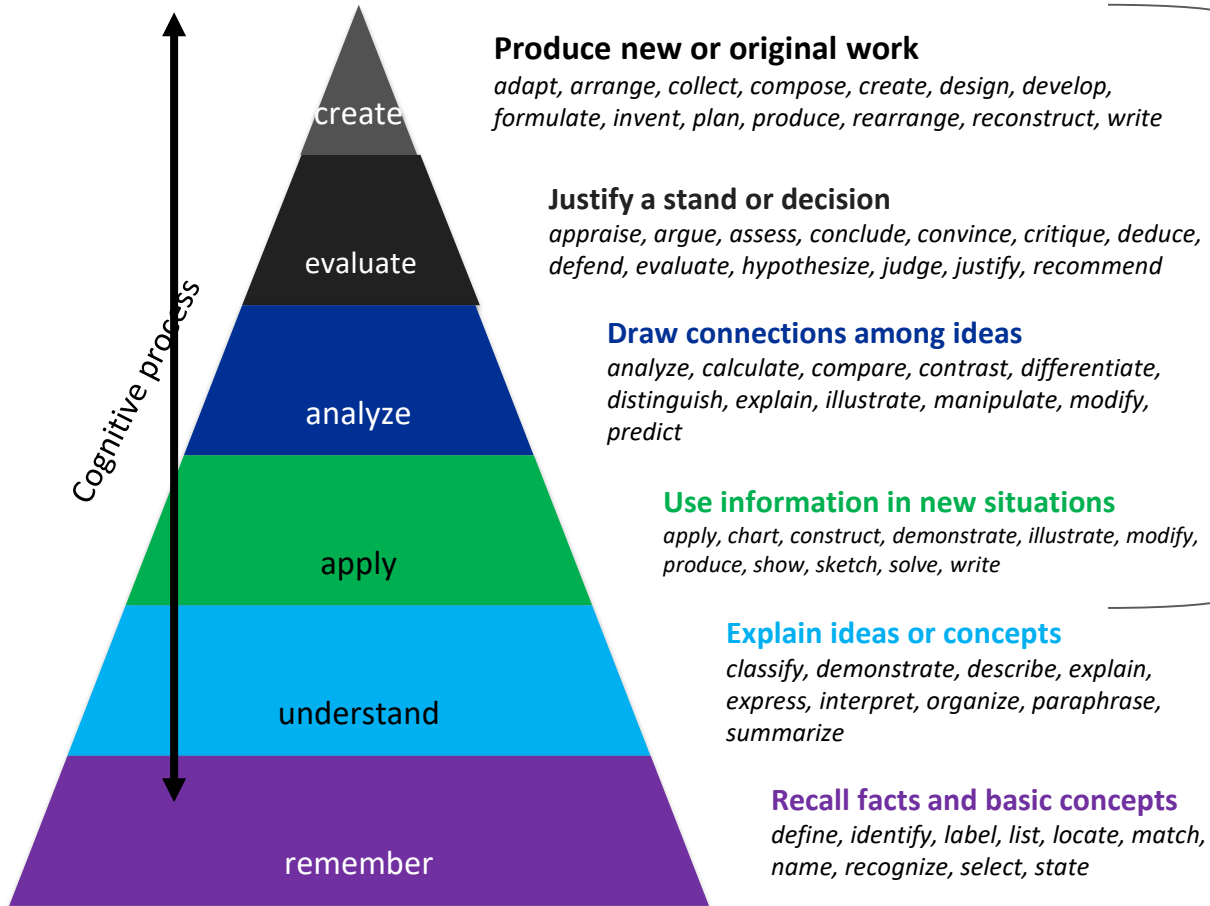 Produce new or original work
adapt, arrange, collect, compose, create, design, develop,
formulate, invent, plan, produce, rearrange, reconstruct, write
create
Justify a stand or decision
appraise, argue, assess, conclude, convince, critique, deduce,
defend, evaluate, hypothesize, judge, justify, recommend
evaluate
Cognitive process
Draw connections among ideas
analyze, calculate, compare, contrast, differentiate,
distinguish, explain, illustrate, manipulate, modify,
predict
analyze
Use information in new situations
apply, chart, construct, demonstrate, illustrate, modify,
produce, show, sketch, solve, write
apply
Explain ideas or concepts
classify, demonstrate, describe, explain,
express, interpret, organize, paraphrase,
summarize
understand
Recall facts and basic concepts
define, identify, label, list, locate, match,
name, recognize, select, state
remember